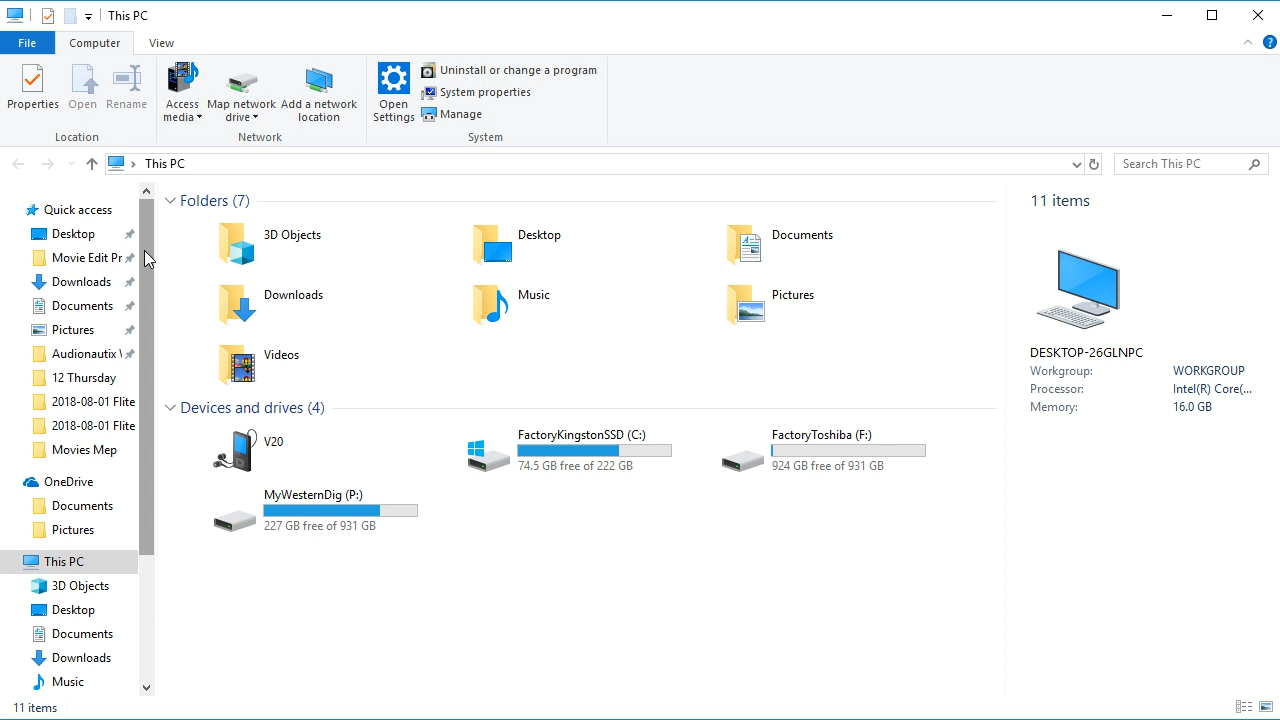 This PC
File
Computer
View
Properties
Open
Rename
Location
Access media
Map network drive
Add a network location
Network
Open Settings
Uninstall or change a program
System properties
Manage
System
This PC
Search This PC
Quick access
Desktop
Movie Edit Pr
Downloads
Documents
Pictures
Audionautix
12 Thursday
2018-08-01 Flite
2018-08-01 Flite
Movies Mep
OneDrive
Documents
Pictures
This PC
3D Objects
Desktop
Documents
Downloads
Music
Folders (7)
3D Objects
Desktop
Documents
Downloads
Music
Pictures
Videos
Devices and drives (4)
V20
FactoryKingstonSSD (C:)
74.5 GB free of 222 GB
FactoryToshiba (F:)
924 GB free of 931 GB
MyWesternDig (P:)
227 GB free of 931 GB
11 items
DESKTOP-26GLNPC
Workgroup: WORKGROUP
Processor: Intel(R) Core(...
Memory: 16.0 GB
11 items